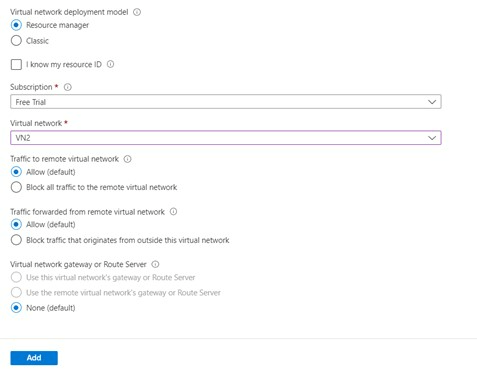 Virtual network deployment model
Resource manager
Classic
I know my resource ID
Subscription *
Free Trial
Virtual network *
VN2
Traffic to remote virtual network
Allow (default)
Block all traffic to the remote virtual network
Traffic forwarded from remote virtual network
Allow (default)
Block traffic that originates from outside this virtual network
Virtual network gateway or Route Server
Use this virtual network's gateway or Route Server
Use the remote virtual network's gateway or Route Server
None (default)
Add